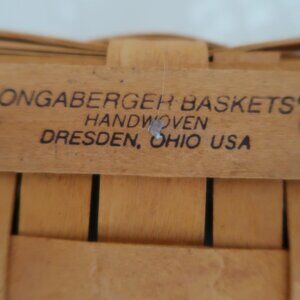 ONGABERGER BASKETS
HANDWOVEN
DRESDEN, OHIO USA